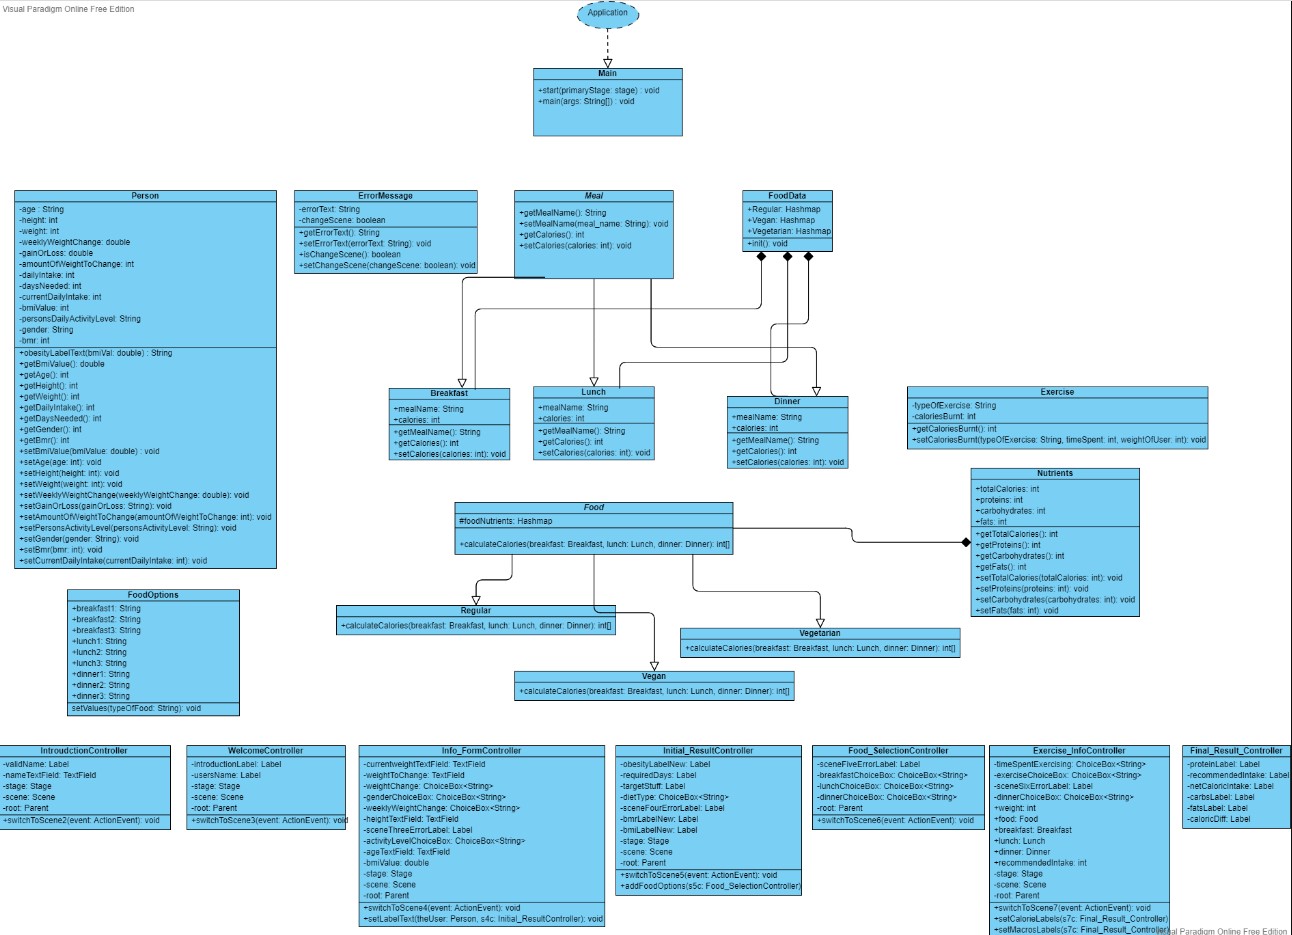 Visual Paradigm Online Free Edition
Application
Main
+start(primaryStage: stage) : void
+main(args: String[]) : void
Person
-age : String
-height: int
-weight: int
-weeklyWeightChange: double
-gainOrLoss: double
-amountOfWeightToChange: int
-dailyIntake: int
-daysNeeded: int
-currentDailyIntake: int
-bmiValue: int
-personsDailyActivityLevel: String
-gender: String
-bmr: int
+obesityLabelText(bmiVal: double) : String
+getBmiValue(): double
+getAge(): int
+getHeight(): int
+getWeight(): int
+getDailyIntake(): int
+getDaysNeeded(): int
+getGender(): int
+getBmr(): int
+setBmiValue(bmiValue: double) : void
+setAge(age: int): void
+setHeight(height: int): void
+setWeight(weight: int): void
+setWeeklyWeightChange(weeklyWeightChange: double): void
+setGainOrLoss(gainOrLoss: String): void
+setAmountOfWeightToChange(amountOfWeightToChange: int): void
+setPersonsActivityLevel(personsActivityLevel: String): void
+setGender(gender: String): void
+setBmr(bmr: int): void
+setCurrentDailyIntake(currentDailyIntake: int): void
ErrorMessage
-errorText: String
-changeScene: boolean
+getErrorText(): String
+setErrorText(errorText: String): void
+isChangeScene(): boolean
+setChangeScene(changeScene: boolean): void
Meal
+getMealName(): String
+setMealName(meal_name: String): void
+getCalories(): int
+setCalories(calories: int): void
FoodData
+Regular: Hashmap
+Vegan: Hashmap
+Vegetarian: Hashmap
+init(): void
Breakfast
+mealName: String
+calories: int
+getMealName(): String
+getCalories(): int
+setCalories(calories: int): void
Lunch
+mealName: String
+calories: int
+getMealName(): String
+getCalories(): int
+setCalories(calories: int): void
Dinner
+mealName: String
+calories: int
+getMealName(): String
+getCalories(): int
+setCalories(calories: int): void
Exercise
-typeOfExercise: String
-caloriesBurnt: int
+getCaloriesBurnt(): int
+setCaloriesBurnt(typeOfExercise: String, timeSpent: int, weightOfUser: int): void
Nutrients
+totalCalories: int
+proteins: int
+carbohydrates: int
+fats: int
+getTotalCalories(): int
+getProteins(): int
+getCarbohydrates(): int
+getFats(): int
+setTotalCalories(totalCalories: int): void
+setProteins(proteins: int): void
+setCarbohydrates(carbohydrates: int): void
+setFats(fats: int): void
Food
#foodNutrients: Hashmap
+calculateCalories(breakfast: Breakfast, lunch: Lunch, dinner: Dinner): int[]
Regular
+calculateCalories(breakfast: Breakfast, lunch: Lunch, dinner: Dinner): int[]
Vegetarian
+calculateCalories(breakfast: Breakfast, lunch: Lunch, dinner: Dinner): int[]
Vegan
+calculateCalories(breakfast: Breakfast, lunch: Lunch, dinner: Dinner): int[]
FoodOptions
+breakfast1: String
+breakfast2: String
+breakfast3: String
+lunch1: String
+lunch2: String
+lunch3: String
+dinner1: String
+dinner2: String
+dinner3: String
setValues(typeOfFood: String): void
IntroudctionController
-validName: Label
-nameTextField: TextField
-stage: Stage
-scene: Scene
-root: Parent
+switchToScene2(event: ActionEvent): void
WelcomeController
-introductionLabel: Label
-usersName: Label
-stage: Stage
-scene: Scene
-root: Parent
+switchToScene3(event: ActionEvent): void
Info_FormController
-currentweightTextField: TextField
-weightToChange: TextField
-weightChange: ChoiceBox<String>
-genderChoiceBox: ChoiceBox<String>
-weeklyWeightChange: ChoiceBox<String>
-heightTextField: TextField
-sceneThreeErrorLabel: Label
-activityLevelChoiceBox: ChoiceBox<String>
-ageTextField: TextField
-bmiValue: double
-stage: Stage
-scene: Scene
-root: Parent
+switchToScene4(event: ActionEvent): void
+setLabelText(theUser: Person, s4c: Initial_ResultController): void
Initial_ResultController
-obesityLabelNew: Label
-requiredDays: Label
-targetStuff: Label
-dietType: ChoiceBox<String>
-sceneFourErrorLabel: Label
-bmrLabelNew: Label
-bmiLabelNew: Label
-stage: Stage
-scene: Scene
-root: Parent
+switchToScene5(event: ActionEvent): void
+addFoodOptions(s5c: Food_SelectionController)
Food_SelectionController
-sceneFiveErrorLabel: Label
-breakfastChoiceBox: ChoiceBox<String>
-lunchChoiceBox: ChoiceBox<String>
-dinnerChoiceBox: ChoiceBox<String>
-root: Parent
+switchToScene6(event: ActionEvent): void
Exercise_InfoController
-timeSpentExercising: ChoiceBox<String>
-exerciseChoiceBox: ChoiceBox<String>
-sceneSixErrorLabel: Label
-dinnerChoiceBox: ChoiceBox<String>
+weight: int
+food: Food
+breakfast: Breakfast
+lunch: Lunch
+dinner: Dinner
+recommendedIntake: int
-stage: Stage
-scene: Scene
-root: Parent
+switchToScene7(event: ActionEvent): void
+setCalorieLabels(s7c: Final_Result_Controller)
+setMacrosLabels(s7c: Final_Result_Controller)
Final_Result_Controller
-proteinLabel: Label
-recommendedIntake: Label
-netCaloricIntake: Label
-carbsLabel: Label
-fatsLabel: Label
-caloricDiff: Label
Visual Paradigm Online Free Edition